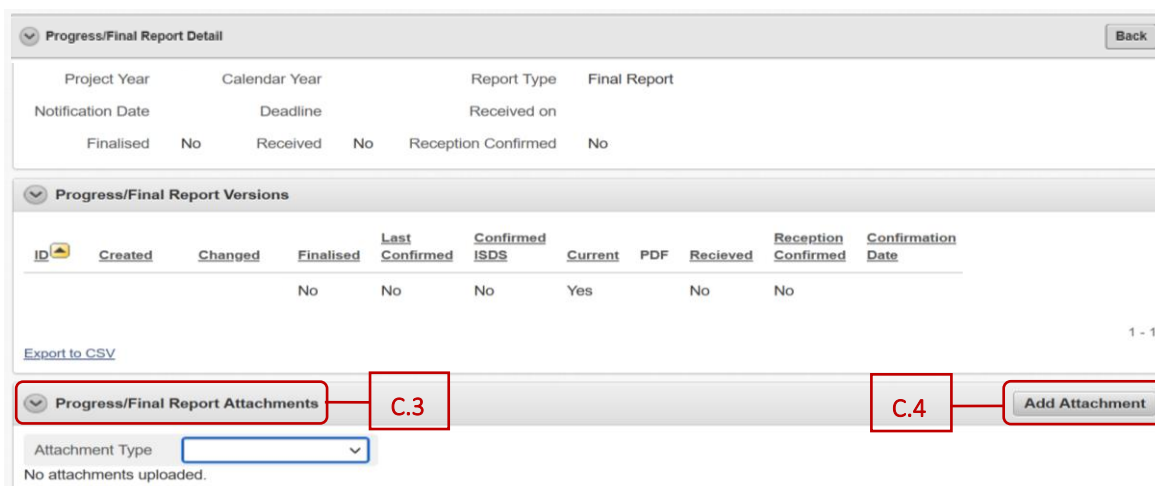 Progress/Final Report Detail Back
Project Year Calendar Year Report Type Final Report
Notification Date Deadline Received on
Finalised No Received No Reception Confirmed No
Progress/Final Report Versions
ID Created Changed Finalised Last Confirmed Confirmed ISDS Current PDF Recieved Reception Confirmed Confirmation Date
No No No Yes No No
1 - 1
Export to CSV
Progress/Final Report Attachments C.3 C.4 Add Attachment
Attachment Type
No attachments uploaded.